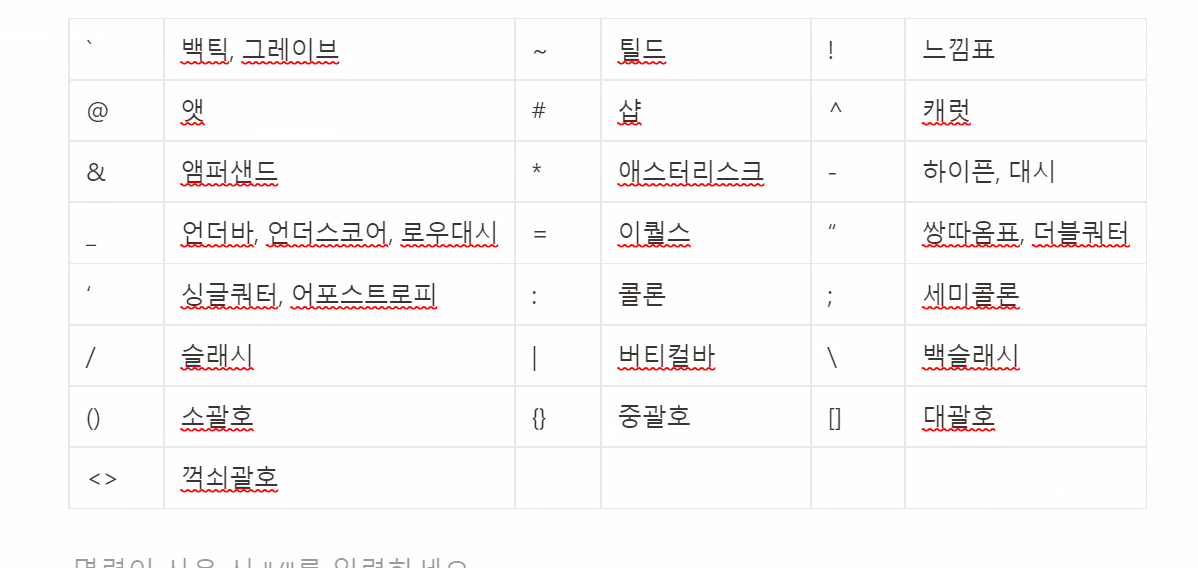 ` 백틱, 그레이브 ~ 틸드 ! 느낌표
@ 앳 # 샵 ^ 캐럿
& 앰퍼샌드 * 애스터리스크 - 하이픈, 대시
_ 언더바, 언더스코어, 로우대시 = 이퀄스 “ 쌍따옴표, 더블쿼터
‘ 싱글쿼터, 어포스트로피 : 콜론 ; 세미콜론
/ 슬래시 | 버티컬바 \ 백슬래시
() 소괄호 {} 중괄호 [] 대괄호
<> 꺽쇠괄호